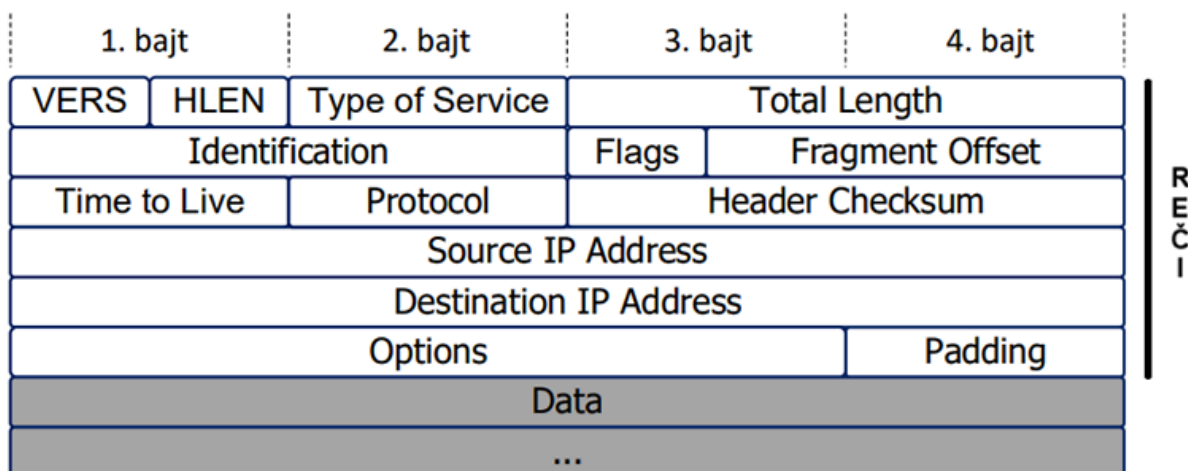 1. bajt 2. bajt 3. bajt 4. bajt
VERS HLEN Type of Service Total Length
Identification Flags Fragment Offset
Time to Live Protocol Header Checksum
Source IP Address
Destination IP Address
Options Padding
Data
...
REČI